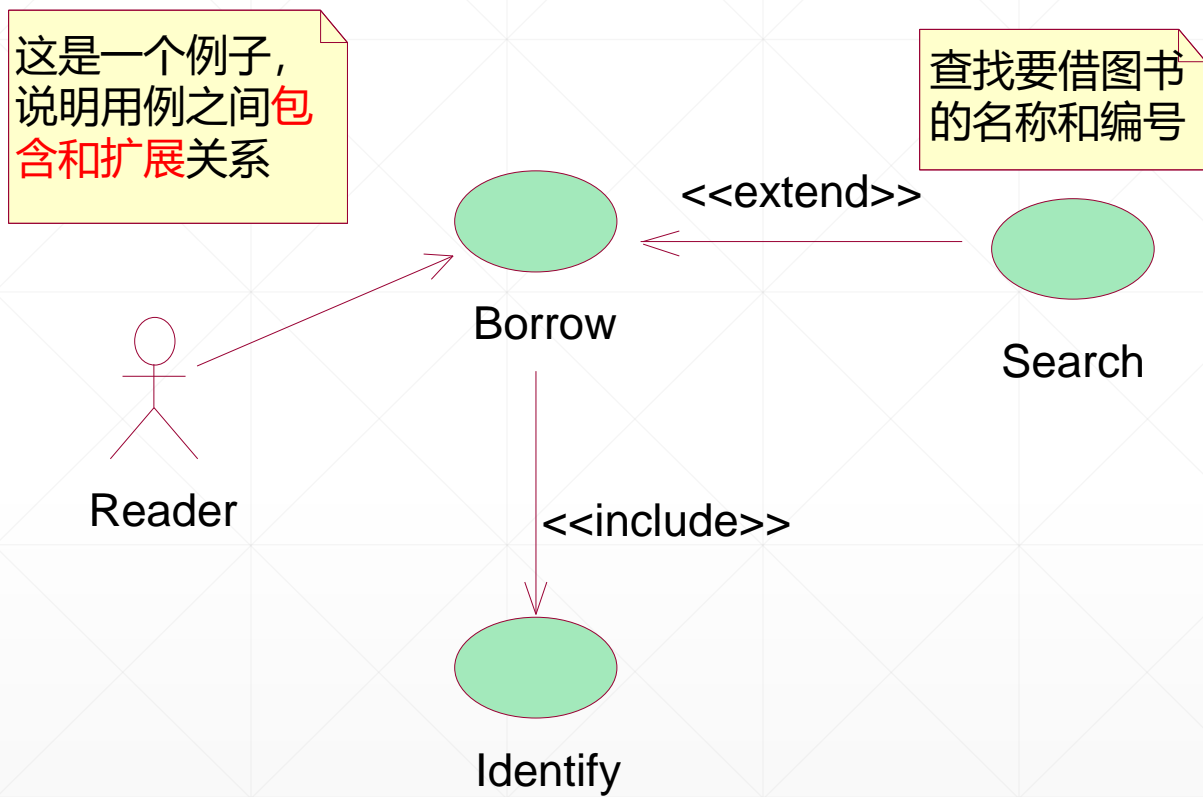 这是一个例子，
说明用例之间包
含和扩展关系
查找要借图书
的名称和编号
<<extend>>
Borrow
Search
Reader
<<include>>
Identify